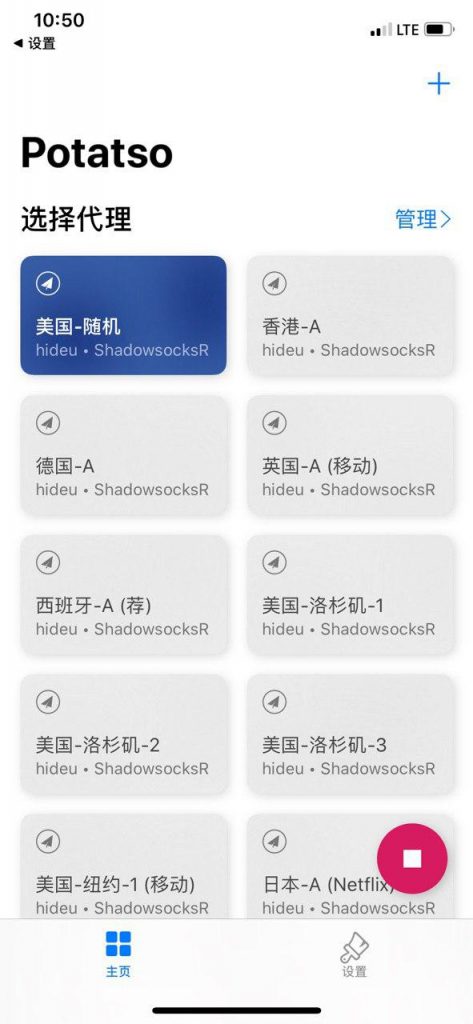 10:50
LTE
◀ 设置
+
Potatso
选择代理
管理>
美国-随机
hideu • ShadowsocksR
香港-A
hideu • ShadowsocksR
德国-A
hideu • ShadowsocksR
英国-A (移动)
hideu • ShadowsocksR
西班牙-A (荐)
hideu • ShadowsocksR
美国-洛杉矶-1
hideu • ShadowsocksR
美国-洛杉矶-2
hideu • ShadowsocksR
美国-洛杉矶-3
hideu • ShadowsocksR
美国-纽约-1 (移动)
hideu • ShadowsocksR
日本-A (Netflix)
hideu • ShadowsocksR
主页
设置